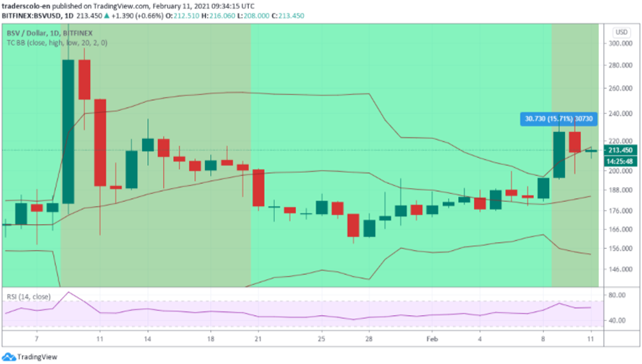 traderscolo-en published on TradingView.com, February 11, 2021 09:34:15 UTC
BITFINEX:BSVUSD, 1D 213.450 ▲ +1.390 (+0.66%) O:212.510 H:216.060 L:208.000 C:213.450
BSV / Dollar, 1D, BITFINEX
TC BB (close, high, low, 20, 2, 0)
USD
300.000
280.000
260.000
240.000
30.730 (15.71%) 30730
220.000
213.450
14:25:48
200.000
188.000
176.000
166.000
156.000
146.000
RSI (14, close)
80.00
40.00
7 11 14 18 21 25 28 Feb 4 8 11
TradingView